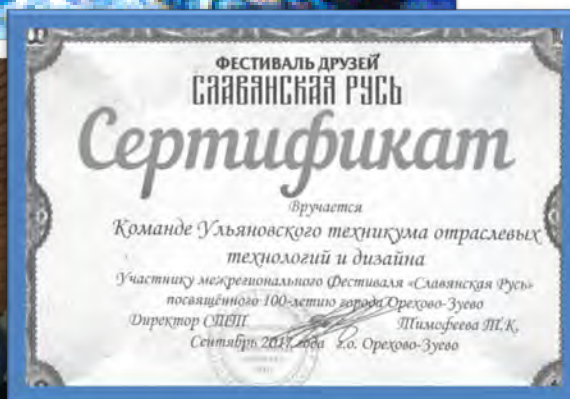 ФЕСТИВАЛЬ ДРУЗЕЙ
СЛАВЯНСКАЯ РУСЬ
Сертификат
Вручается
Команде Ульяновского техникума отраслевых
технологий и дизайна
Участнику межрегионального Фестиваля «Славянская Русь»
посвящённого 100-летию города Орехово-Зуево
Директор СПЕТ Тимофеева Т.К.
Сентябрь 2017 года г.о. Орехово-Зуево